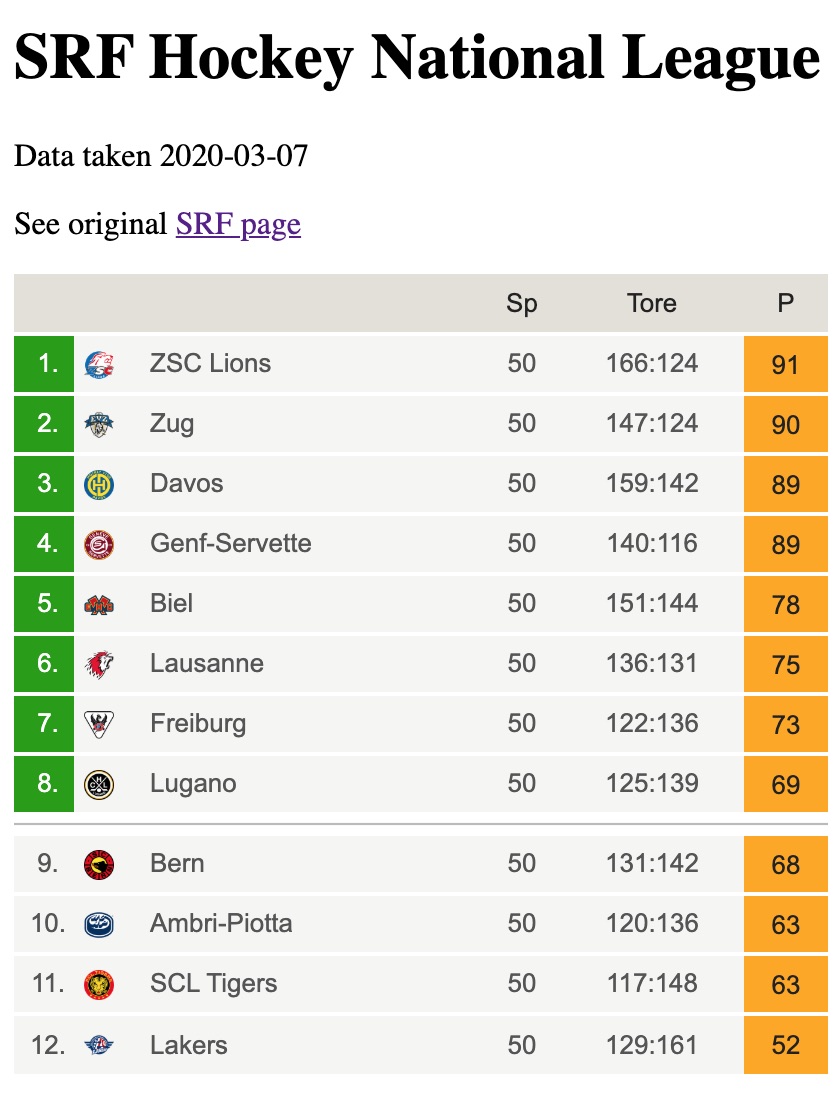 SRF Hockey National League
Data taken 2020-03-07
See original SRF page
Sp Tore P
1. ZSC Lions 50 166:124 91
2. Zug 50 147:124 90
3. Davos 50 159:142 89
4. Genf-Servette 50 140:116 89
5. Biel 50 151:144 78
6. Lausanne 50 136:131 75
7. Freiburg 50 122:136 73
8. Lugano 50 125:139 69
9. Bern 50 131:142 68
10. Ambri-Piotta 50 120:136 63
11. SCL Tigers 50 117:148 63
12. Lakers 50 129:161 52